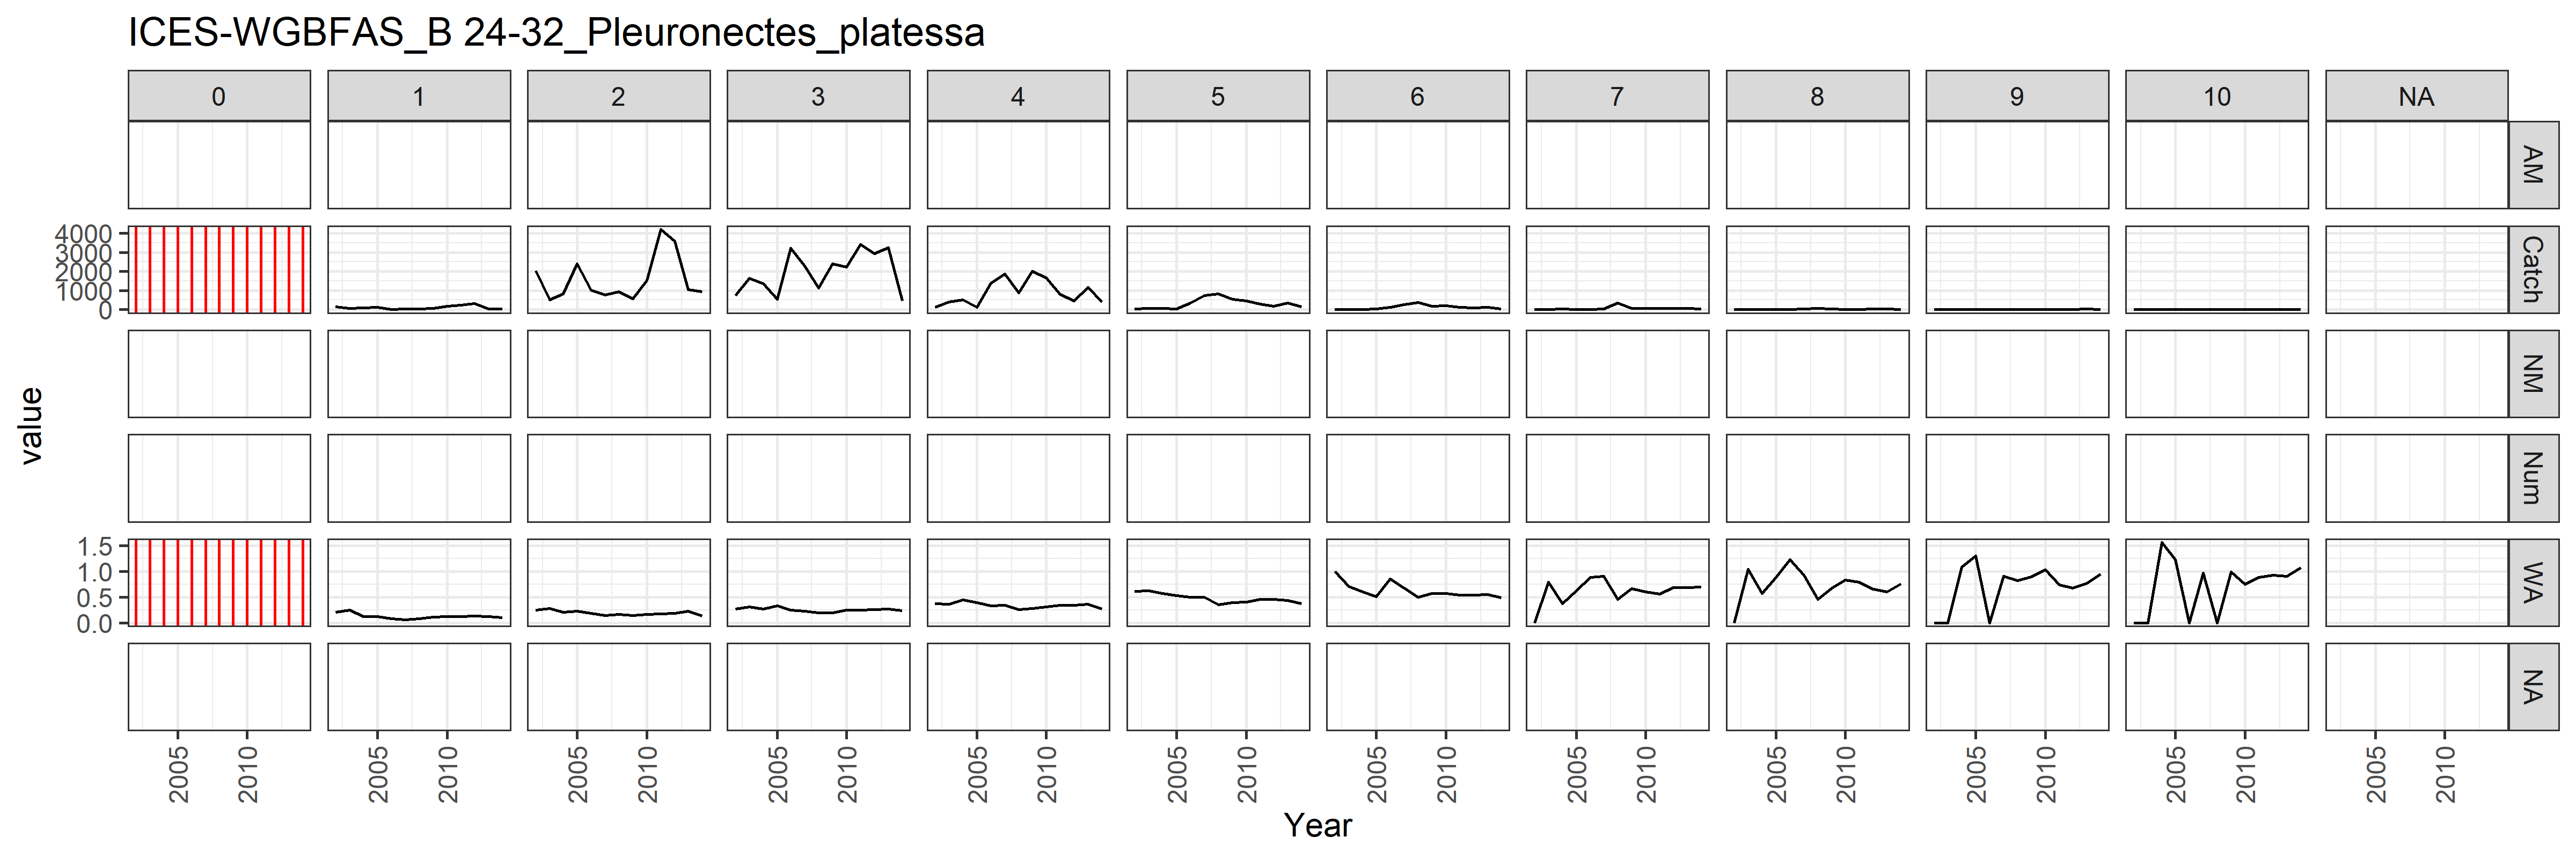 ICES-WGBFAS_B 24-32_Pleuronectes_platessa
0 1 2 3 4 5 6 7 8 9 10 NA
AM
4000
3000
2000
1000
0
Catch
NM
value
Num
1.5
1.0
0.5
0.0
WA
NA
2005 2010 2005 2010 2005 2010 2005 2010 2005 2010 2005 2010 2005 2010 2005 2010 2005 2010 2005 2010 2005 2010 2005 2010
Year